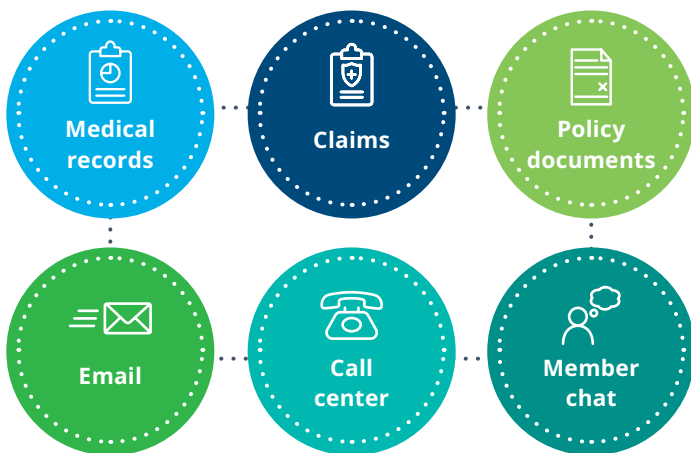 Medical
records
Claims
Policy
documents
Email
Call
center
Member
chat